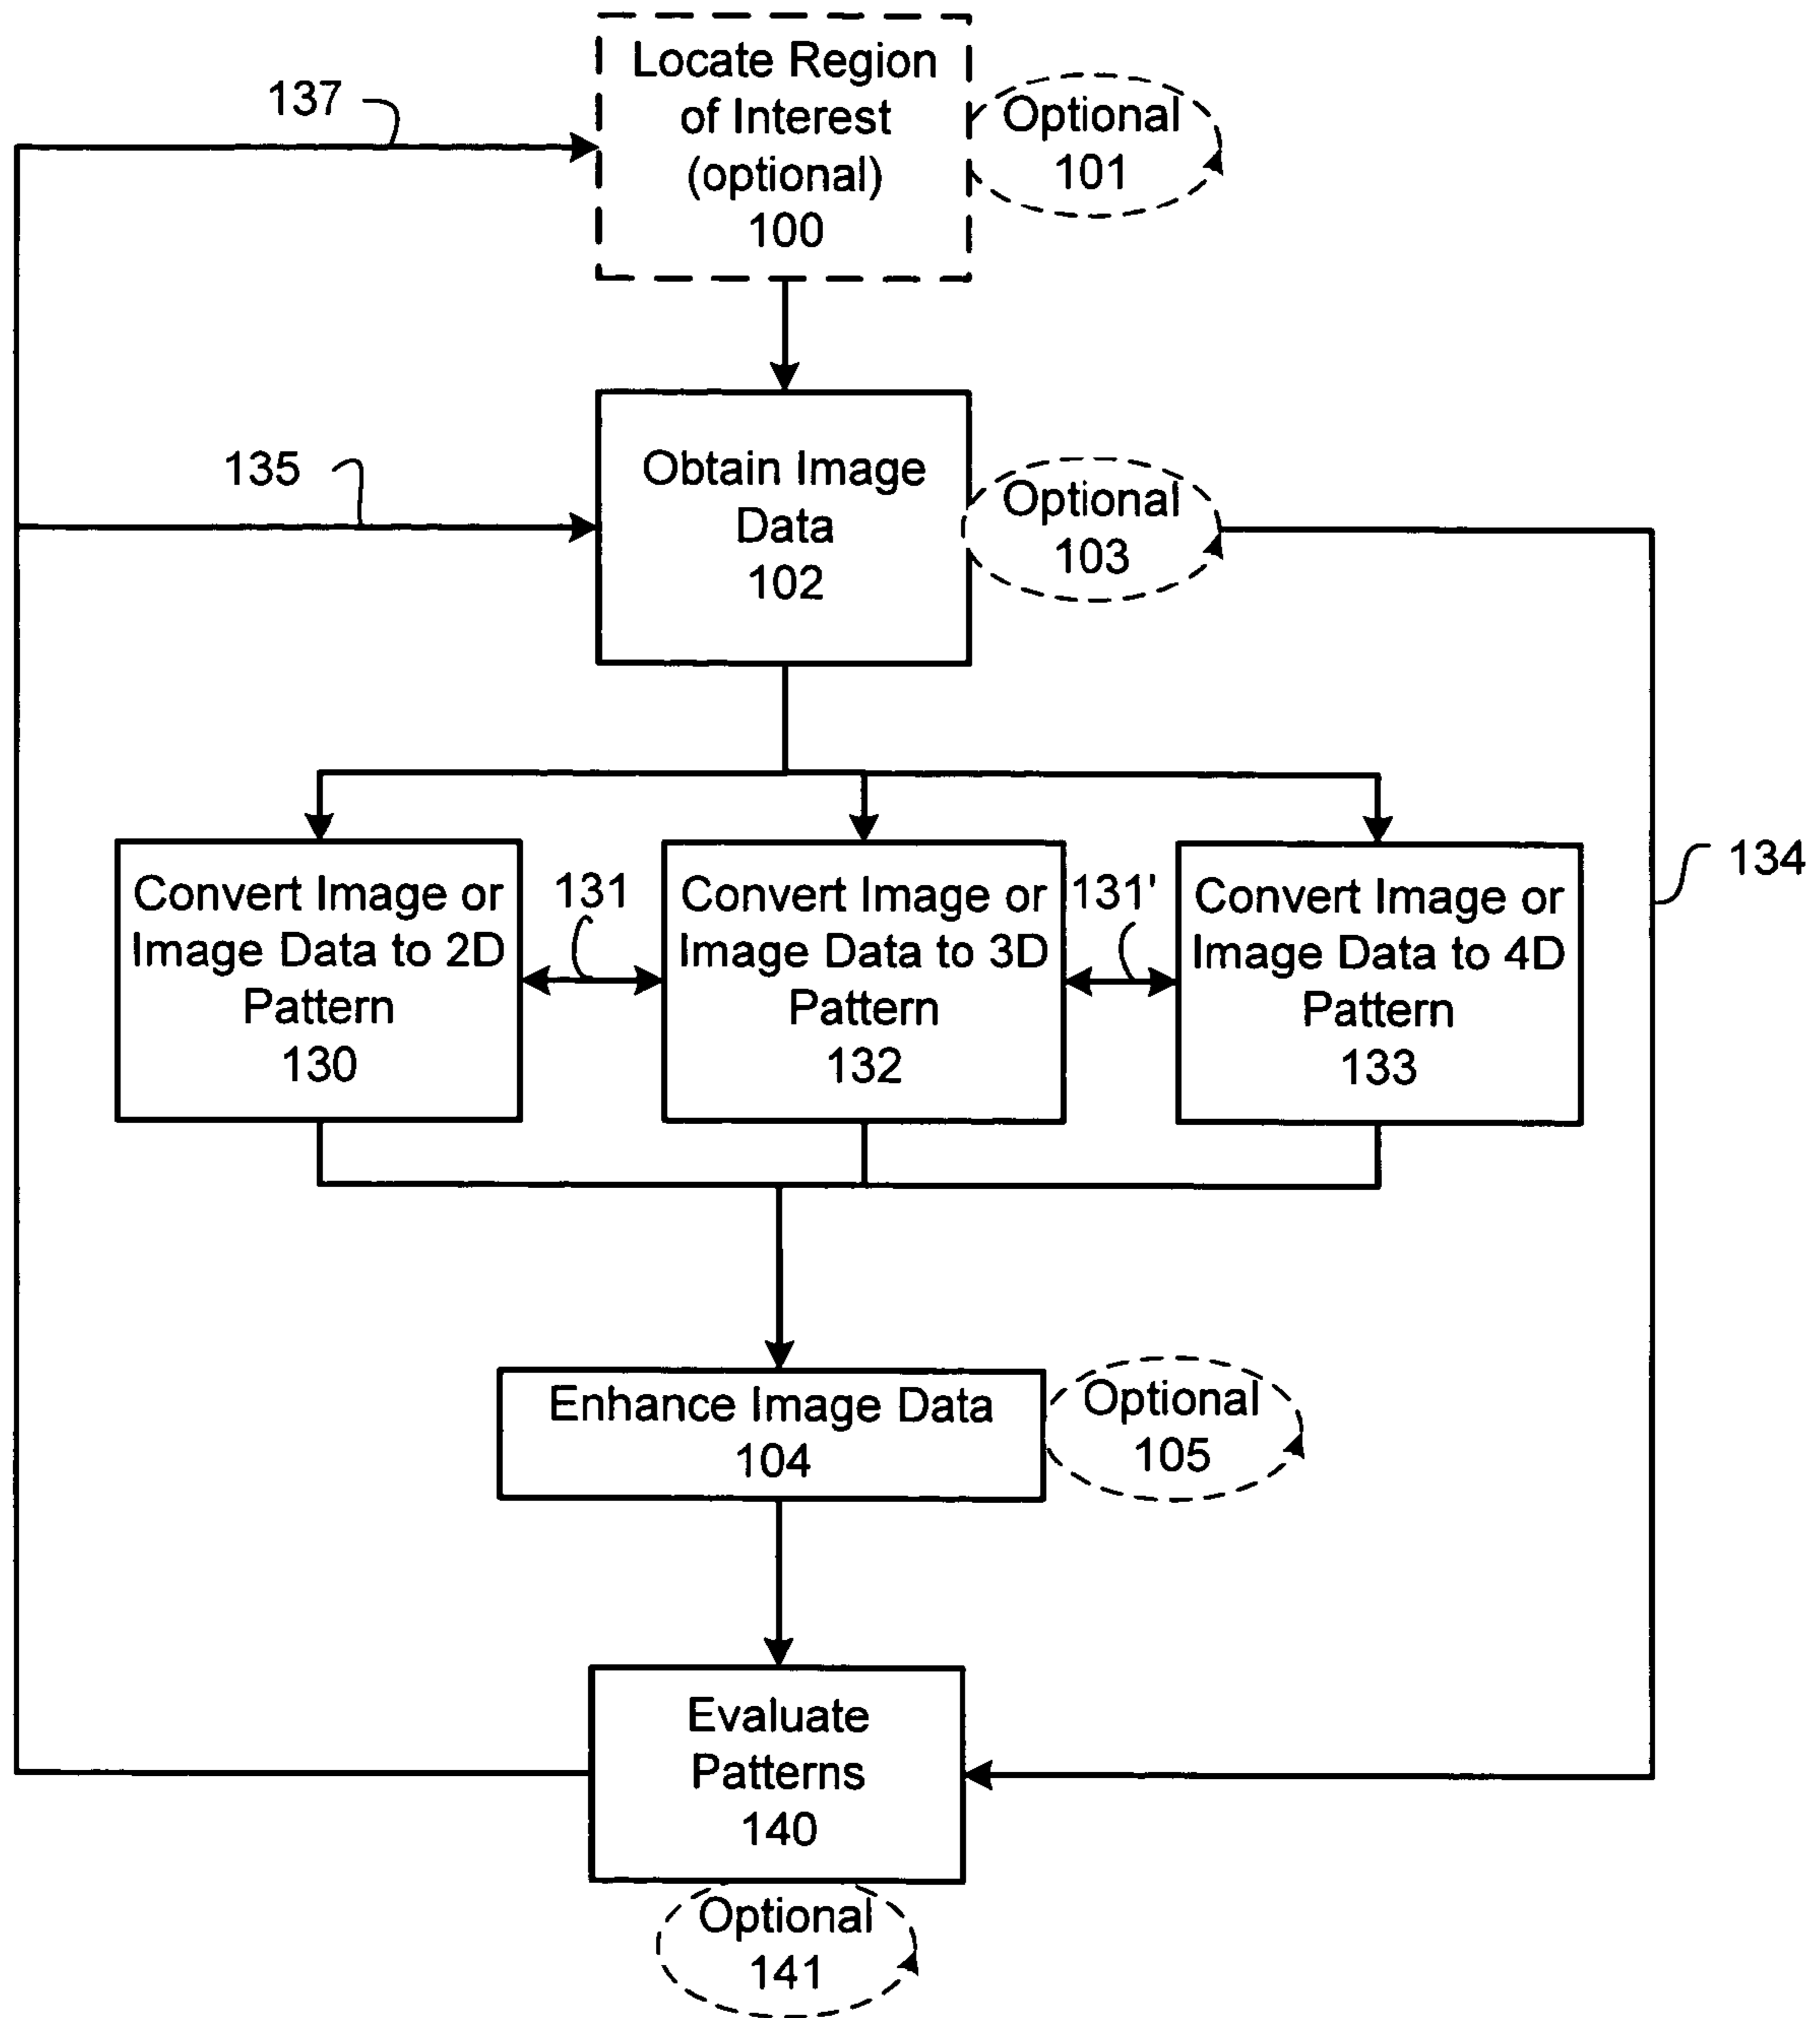 Locate Region
of Interest
(optional)
100
137
Optional
101
Obtain Image
Data
102
135
Optional
103
134
Convert Image or
Image Data to 2D
Pattern
130
131
Convert Image or
Image Data to 3D
Pattern
132
131'
Convert Image or
Image Data to 4D
Pattern
133
Enhance Image Data
104
Optional
105
Evaluate
Patterns
140
Optional
141